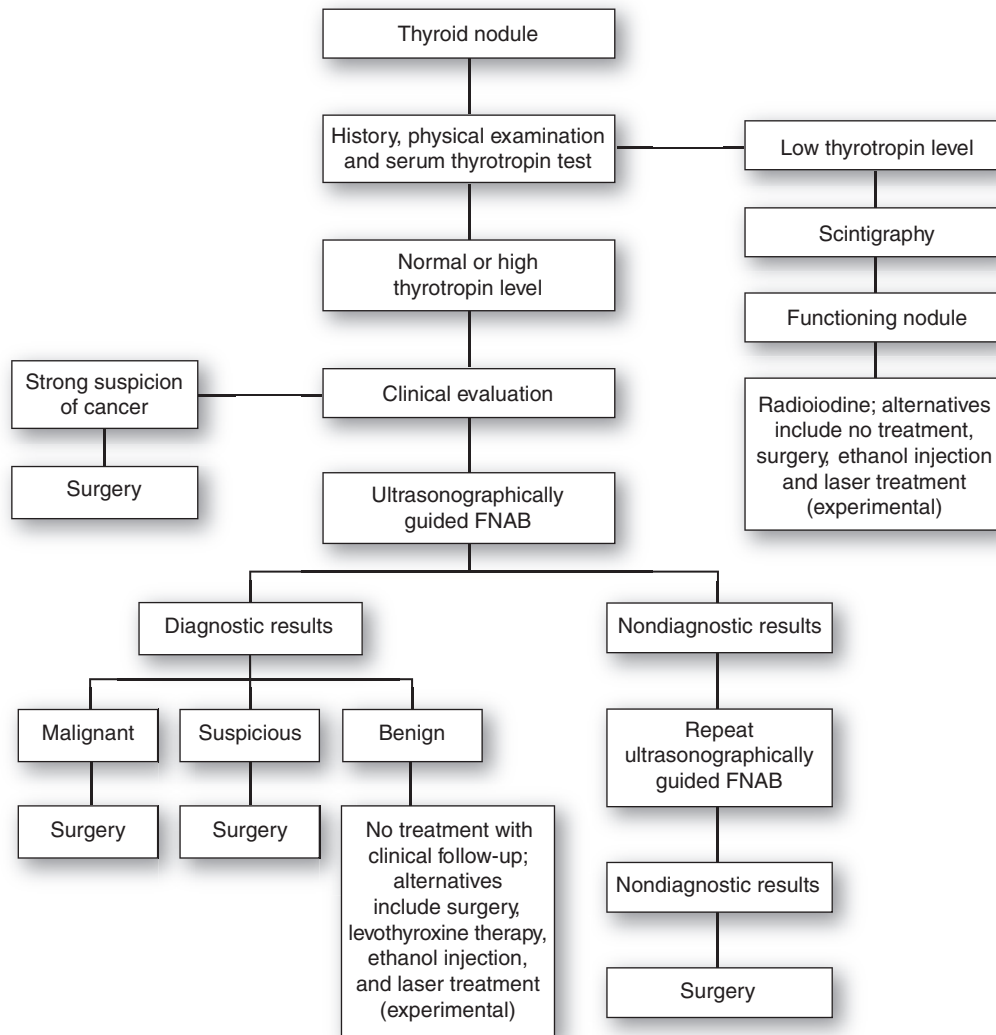 Thyroid nodule
History, physical examination
and serum thyrotropin test
Low thyrotropin level
Scintigraphy
Normal or high
thyrotropin level
Functioning nodule
Strong suspicion
of cancer
Clinical evaluation
Radioiodine; alternatives
include no treatment,
surgery, ethanol injection
and laser treatment
(experimental)
Surgery
Ultrasonographically
guided FNAB
Diagnostic results
Nondiagnostic results
Malignant
Suspicious
Benign
Repeat
ultrasonographically
guided FNAB
Surgery
Surgery
No treatment with
clinical follow-up;
alternatives
include surgery,
levothyroxine therapy,
ethanol injection,
and laser treatment
(experimental)
Nondiagnostic results
Surgery